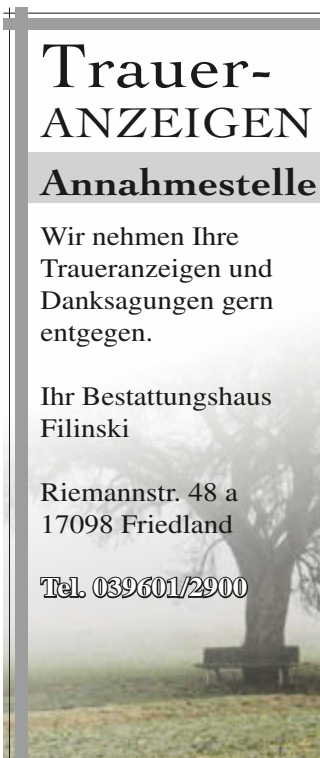 Trauer-
ANZEIGEN
Annahmestelle
Wir nehmen Ihre
Traueranzeigen und
Danksagungen gern
entgegen.
Ihr Bestattungshaus
Filinski
Riemannstr. 48 a
17098 Friedland
Tel. 039601/2900